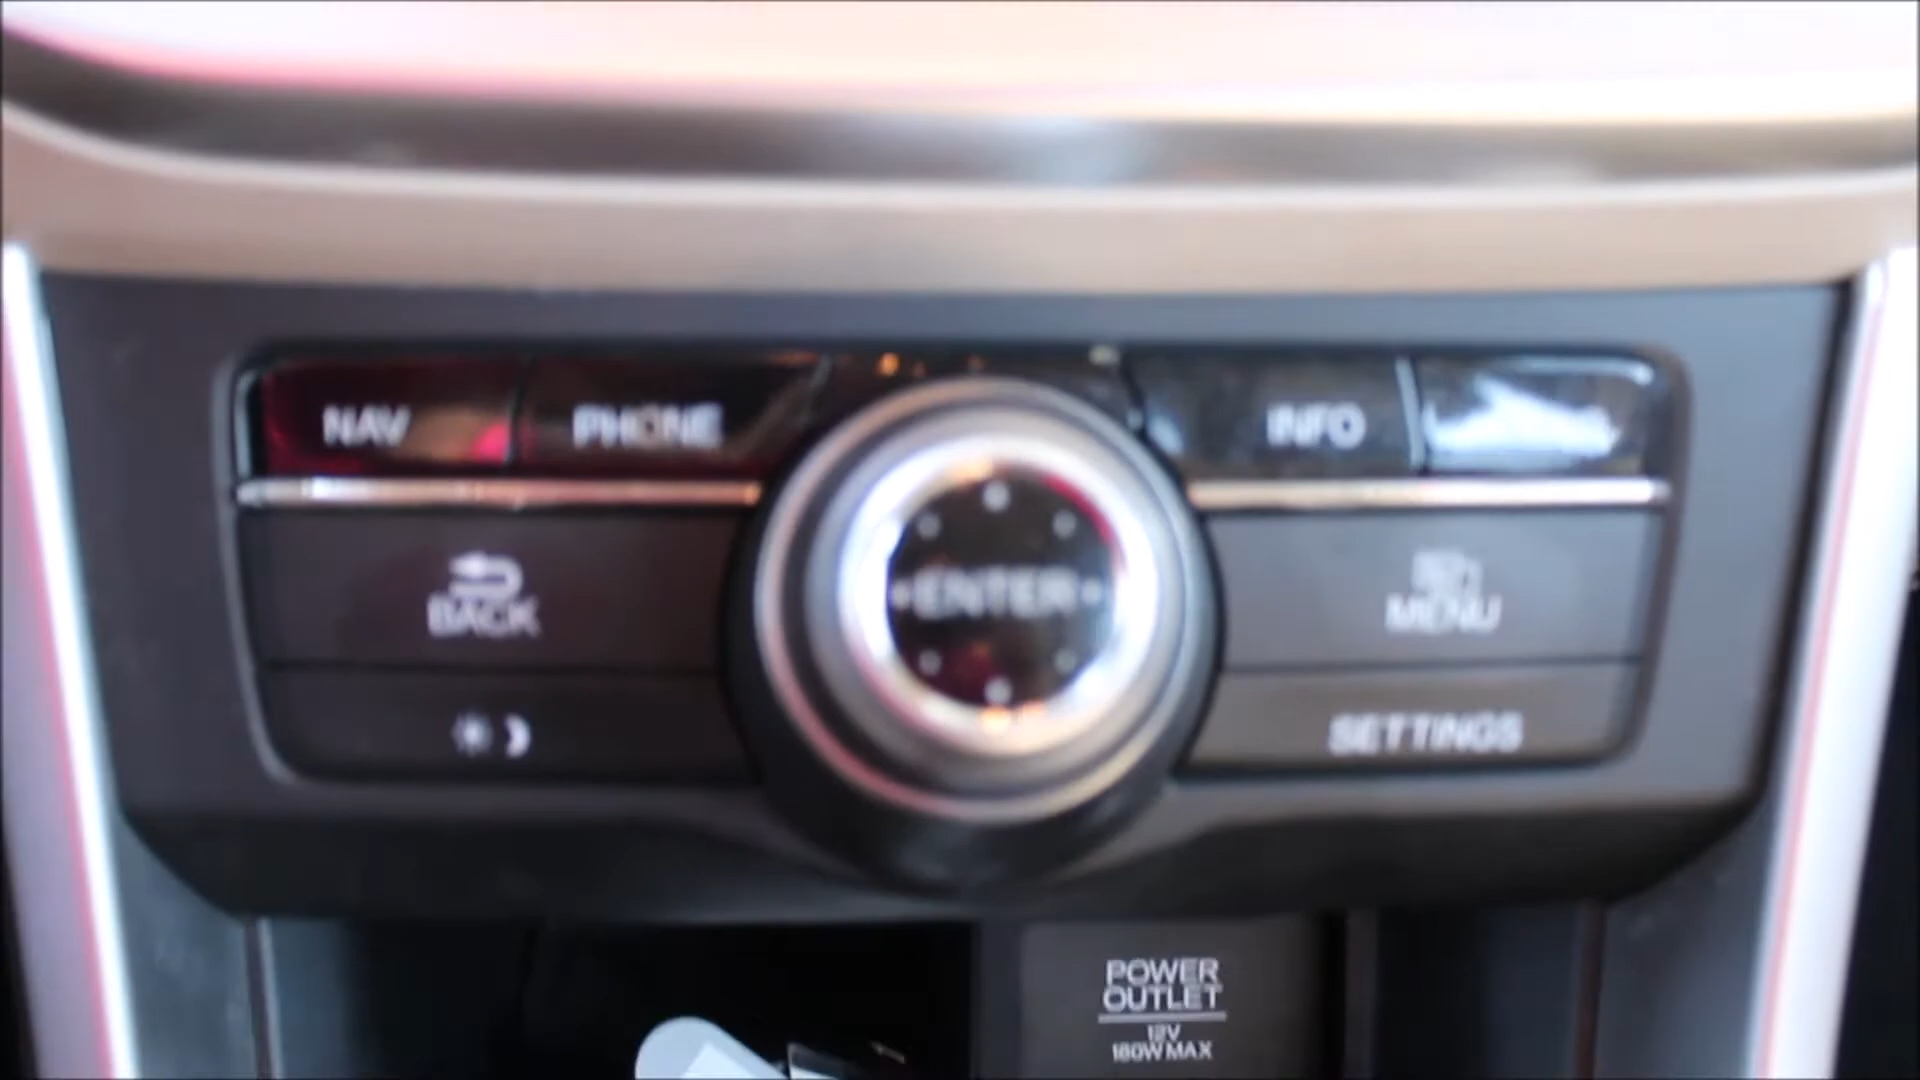 NAV PHONE INFO
BACK
ENTER
MENU
SETTINGS
POWER
OUTLET
12V
180W MAX